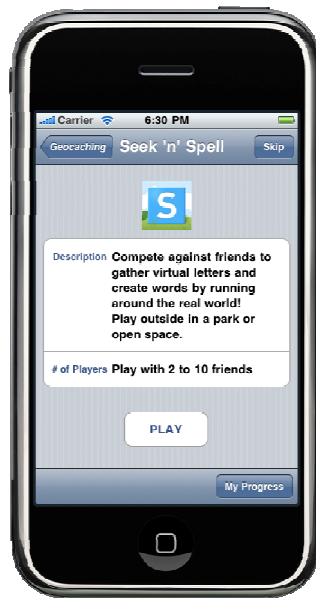 Carrier 6:30 PM
Geocaching Seek 'n' Spell Skip
S
Description Compete against friends to
gather virtual letters and
create words by running
around the real world!
Play outside in a park or
open space.
# of Players Play with 2 to 10 friends
PLAY
My Progress